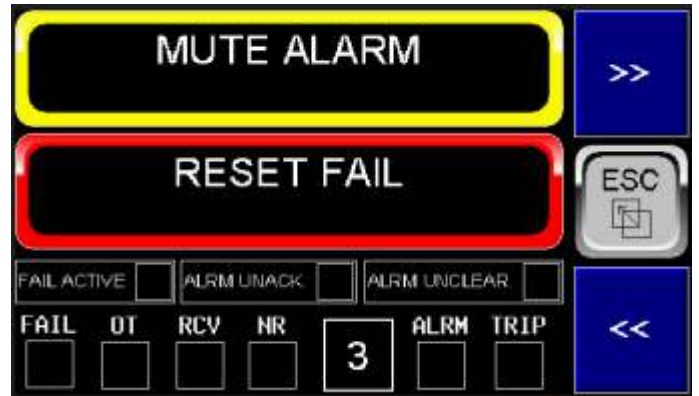 MUTE ALARM
>>
RESET FAIL
ESC
FAIL ACTIVE
ALRM UNACK
ALRM UNCLEAR
FAIL OT RCV NR 3 ALRM TRIP
<<